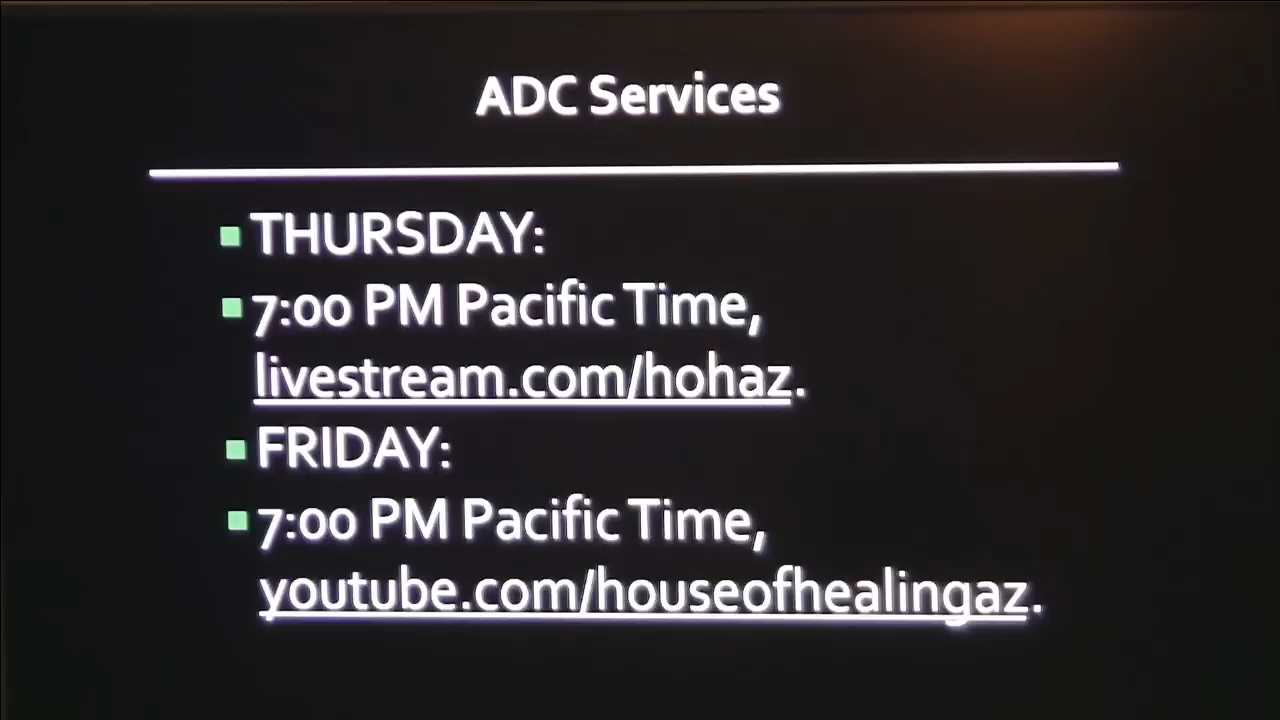 ADC Services
THURSDAY:
7:00 PM Pacific Time,
livestream.com/hohaz.
FRIDAY:
7:00 PM Pacific Time,
youtube.com/houseofhealingaz.